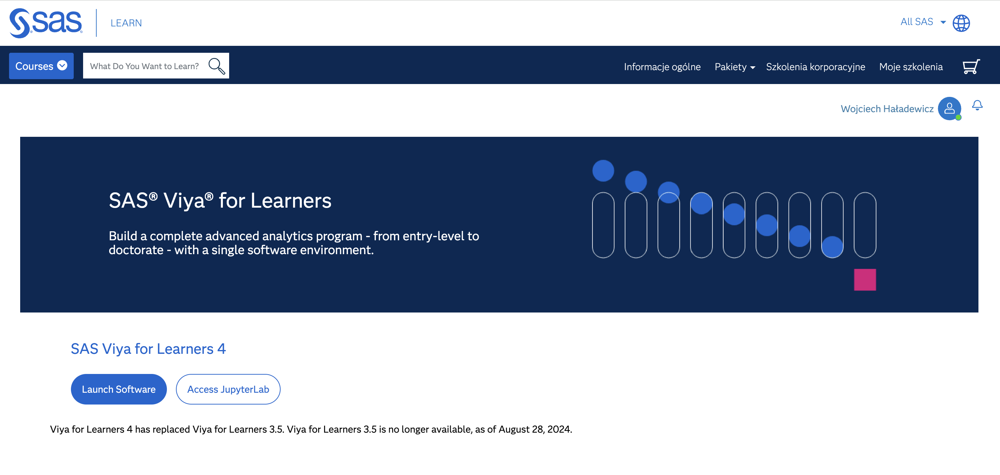 sas
LEARN
All SAS
Courses
What Do You Want to Learn?
Informacje ogólne
Pakiety
Szkolenia korporacyjne
Moje szkolenia
Wojciech Haładewicz
SAS® Viya® for Learners
Build a complete advanced analytics program - from entry-level to
doctorate - with a single software environment.
SAS Viya for Learners 4
Launch Software
Access JupyterLab
Viya for Learners 4 has replaced Viya for Learners 3.5. Viya for Learners 3.5 is no longer available, as of August 28, 2024.